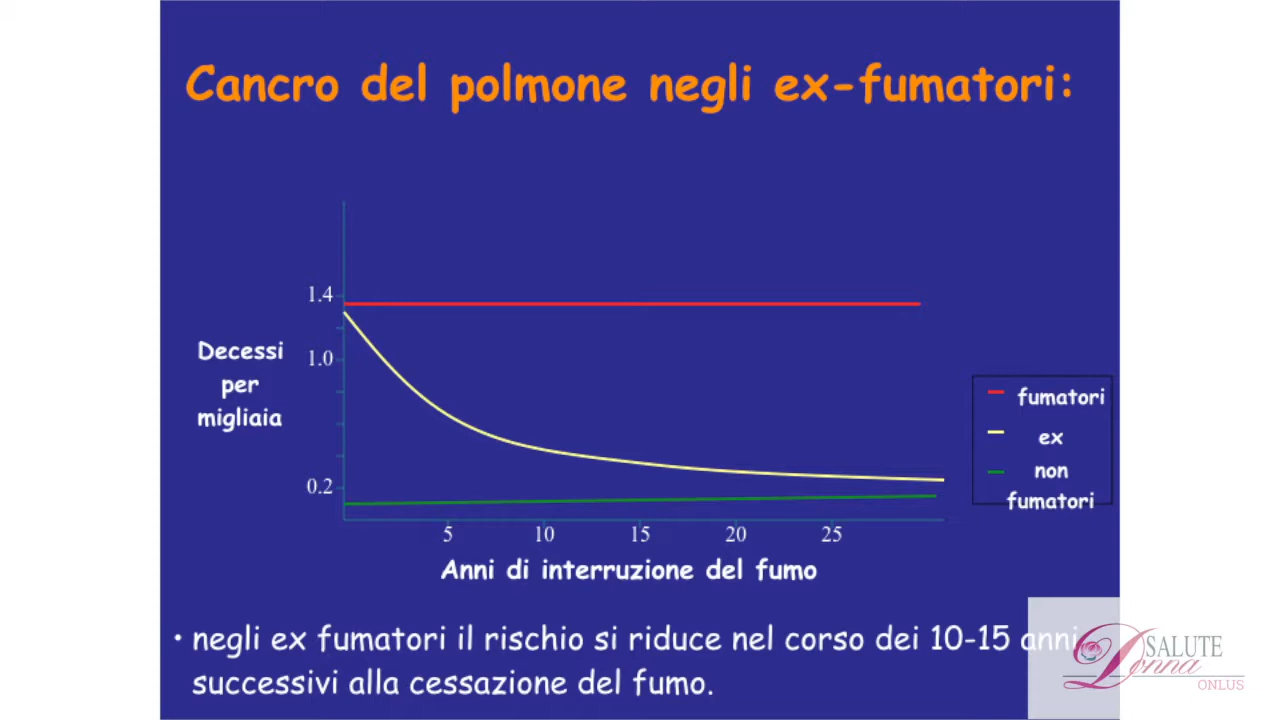 Cancro del polmone negli ex-fumatori:
1.4
1.0
0.2
Decessi
per
migliaia
5 10 15 20 25
Anni di interruzione del fumo
fumatori
ex
non
fumatori
• negli ex fumatori il rischio si riduce nel corso dei 10-15 anni
successivi alla cessazione del fumo.
SALUTE
Donna
ONLUS